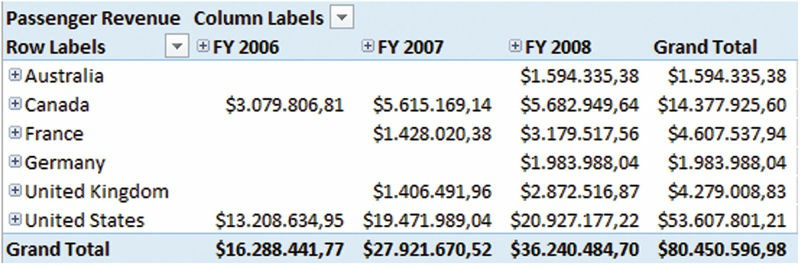 Passenger Revenue Column Labels
Row Labels FY 2006 FY 2007 FY 2008 Grand Total
Australia $1.594.335,38 $1.594.335,38
Canada $3.079.806,81 $5.615.169,14 $5.682.949,64 $14.377.925,60
France $1.428.020,38 $3.179.517,56 $4.607.537,94
Germany $1.983.988,04 $1.983.988,04
United Kingdom $1.406.491,96 $2.872.516,87 $4.279.008,83
United States $13.208.634,95 $19.471.989,04 $20.927.177,22 $53.607.801,21
Grand Total $16.288.441,77 $27.921.670,52 $36.240.484,70 $80.450.596,98